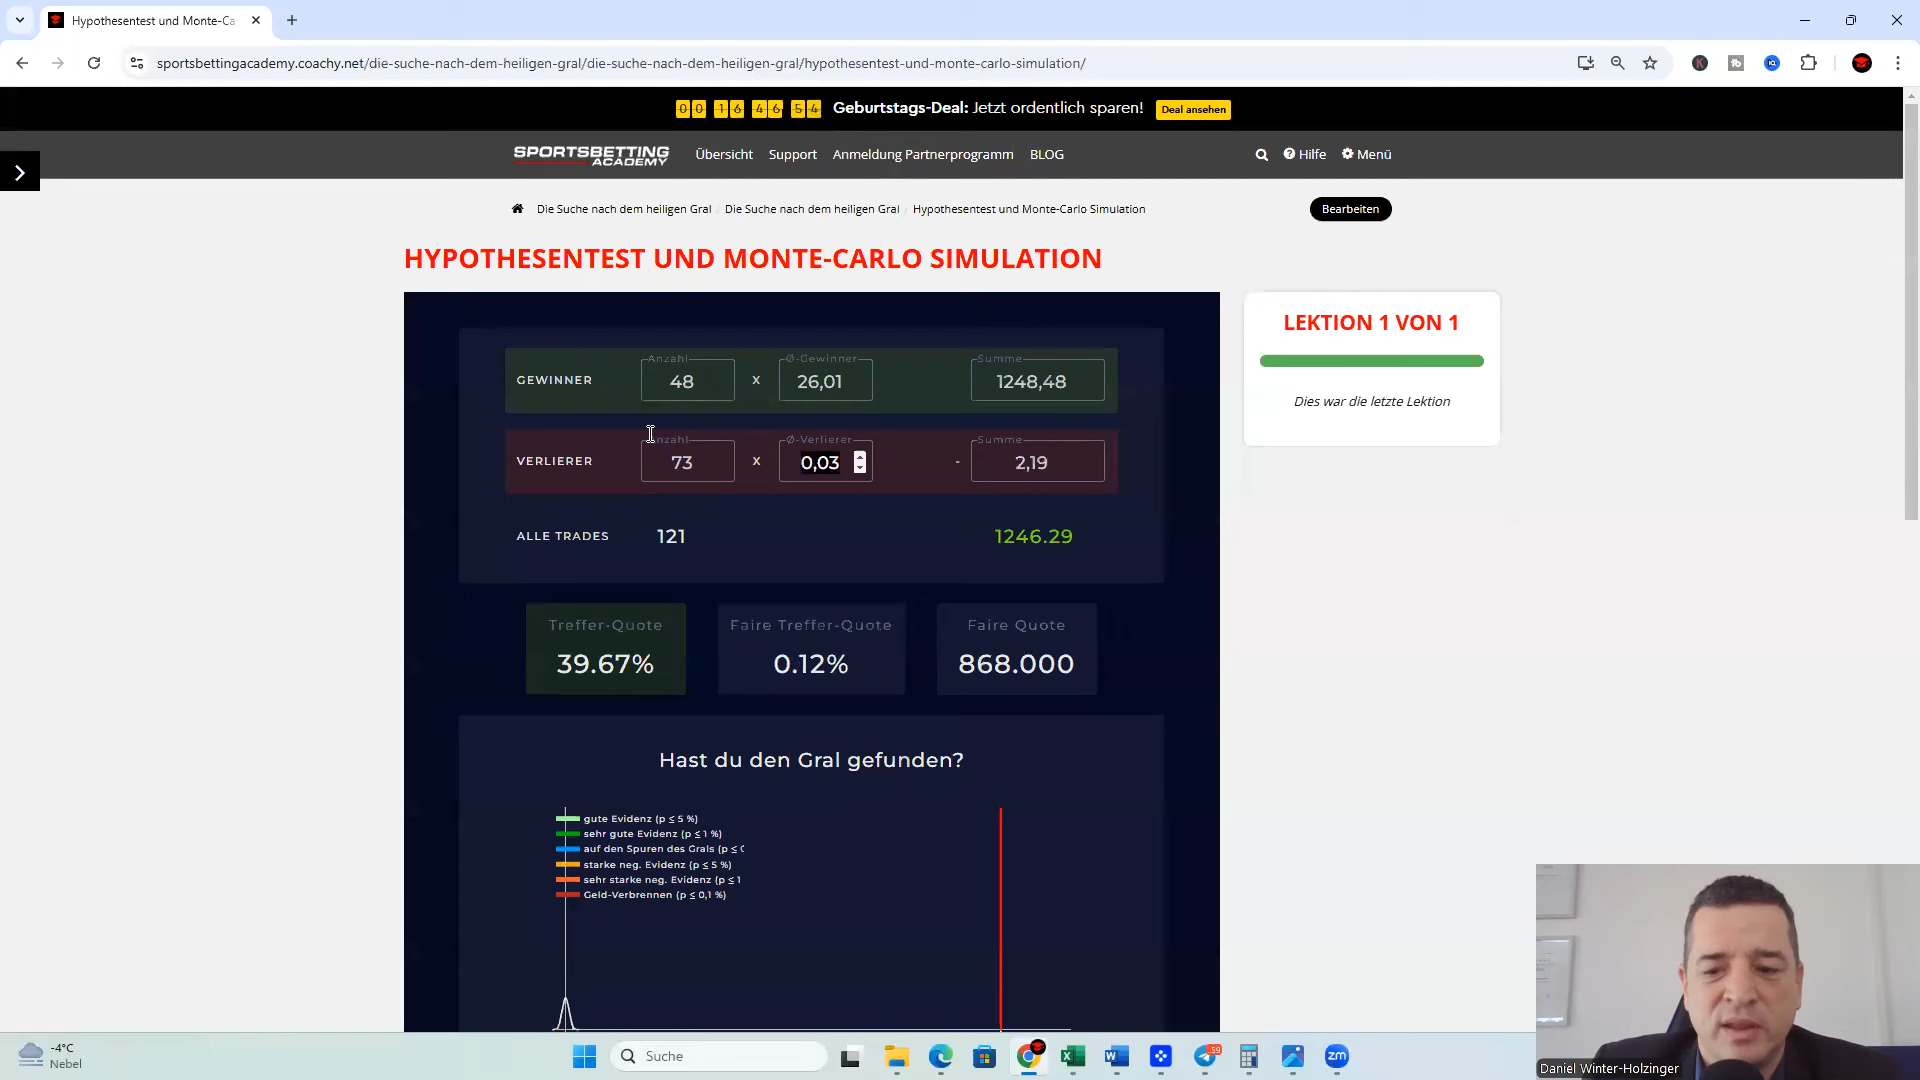 Hypothesentest und Monte-Ca
sportsbettingacademy.coachy.net/die-suche-nach-dem-heiligen-gral/die-suche-nach-dem-heiligen-gral/hypothesentest-und-monte-carlo-simulation/
00 16 46 54 Geburtstags-Deal: Jetzt ordentlich sparen! Deal ansehen
SPORTSBETTING
ACADEMY
Übersicht Support Anmeldung Partnerprogramm BLOG Hilfe Menü
Die Suche nach dem heiligen Gral / Die Suche nach dem heiligen Gral / Hypothesentest und Monte-Carlo Simulation Bearbeiten
HYPOTHESENTEST UND MONTE-CARLO SIMULATION
LEKTION 1 VON 1
Dies war die letzte Lektion
Anzahl Ø-Gewinner Summe
GEWINNER 48 X 26,01 1248,48
Anzahl Ø-Verlierer Summe
VERLIERER 73 X 0,03 - 2,19
ALLE TRADES 121 1246.29
Treffer-Quote Faire Treffer-Quote Faire Quote
39.67% 0.12% 868.000
Hast du den Gral gefunden?
gute Evidenz (p ≤ 5 %)
sehr gute Evidenz (p ≤ 1 %)
auf den Spuren des Grals (p ≤ 0
starke neg. Evidenz (p ≤ 5 %)
sehr starke neg. Evidenz (p ≤ 1
Geld-Verbrennen (p ≤ 0,1 %)
Daniel Winter-Holzinger
-4°C
Nebel
Suche
59
zm